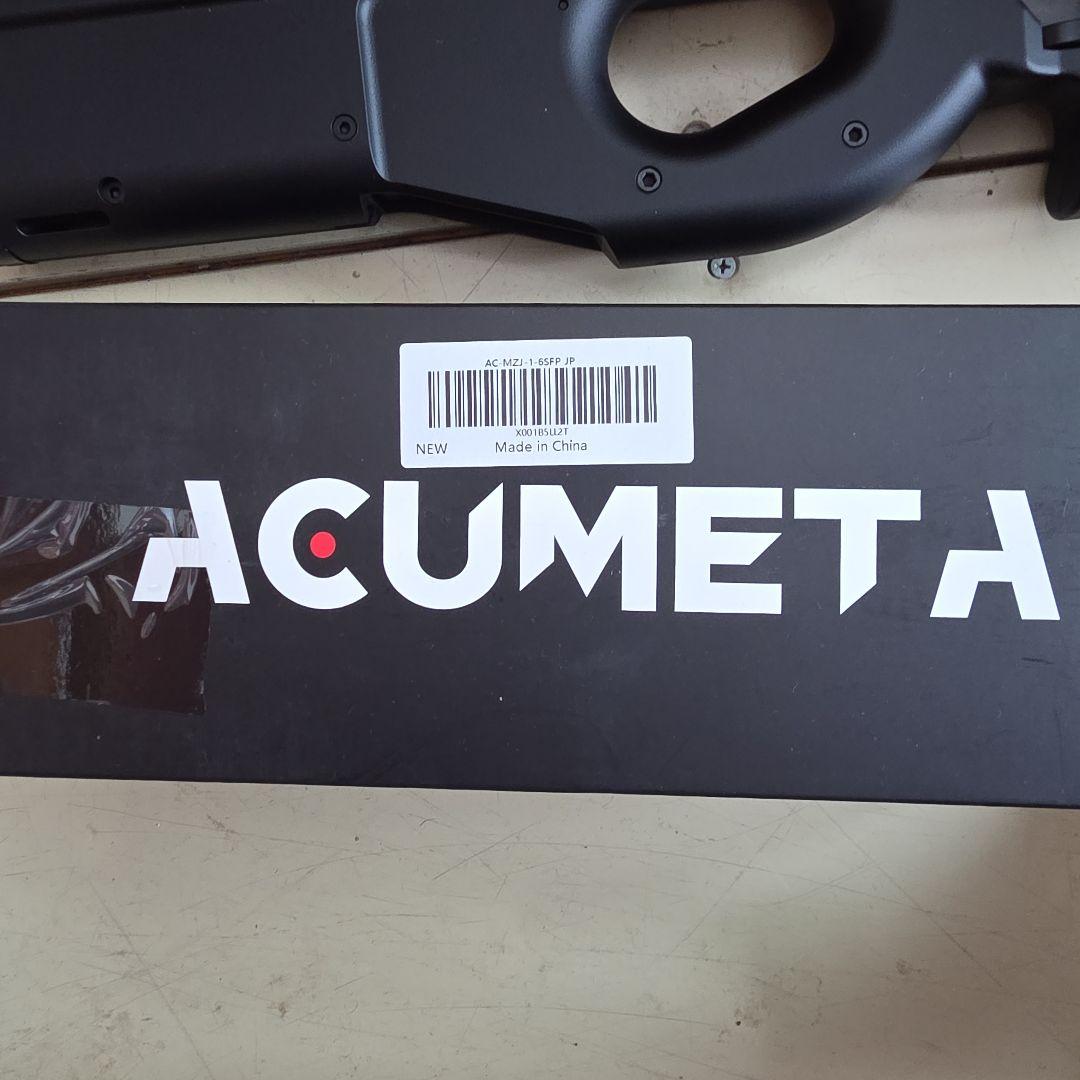 AC-MZJ-1-6SFP JP
X001B5LL2T
NEW Made in China
ACUMETA